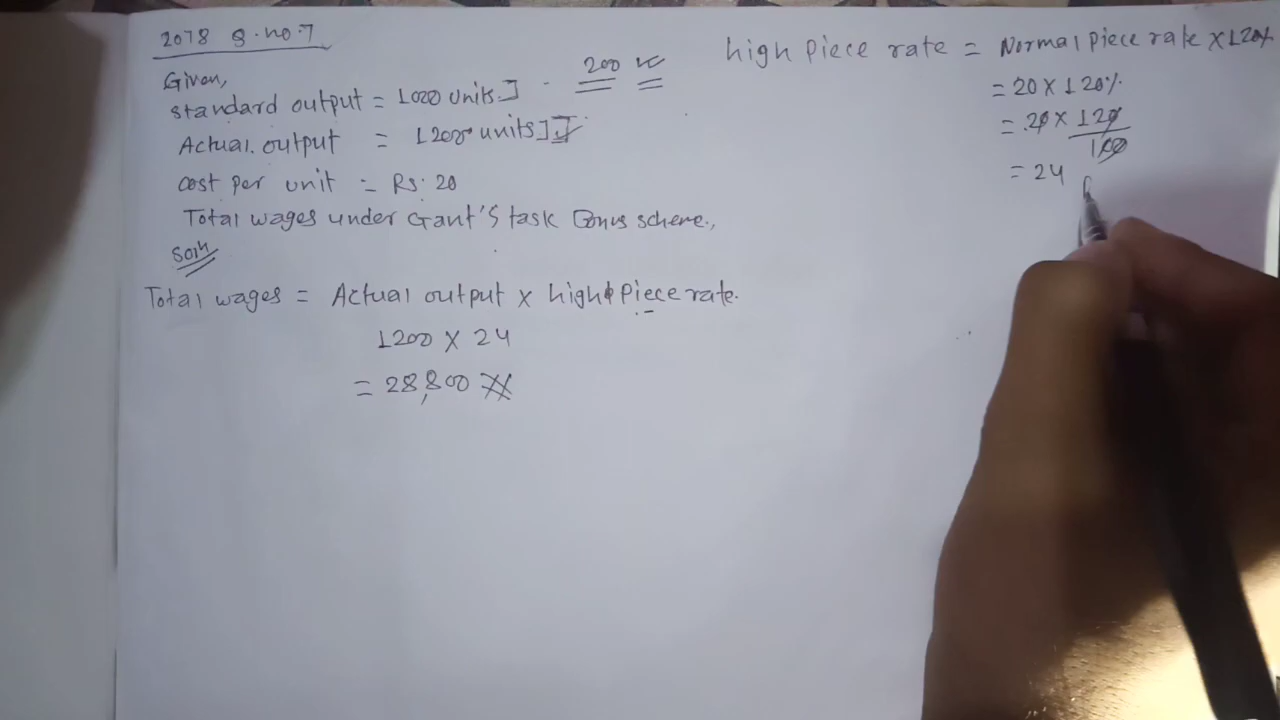 2078 Q.no.7
Given,
standard output = 1000 units.] 200
Actual.output = 1200 units]
cost per unit = Rs. 20
Total wages under Gant's task Bonus scheme.,
Soln
Total wages = Actual output × high piece rate.
1200 × 24
= 28,800
high piece rate = Normal piece rate × 120%
= 20 × 120%
= 20 × 120
100
= 24